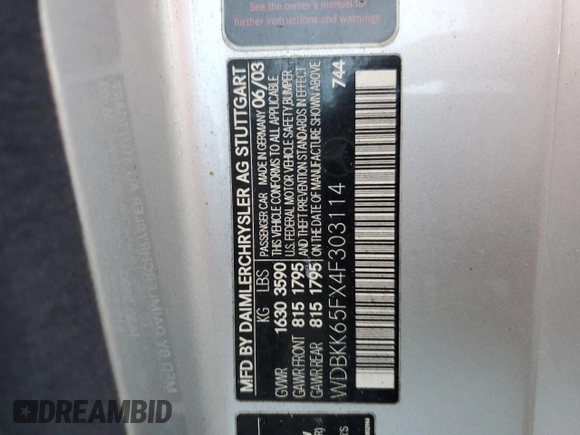 See the owner's manual for
further instructions and warnings
MFD BY DAIMLERCHRYSLER AG STUTTGART
KG LBS
GVWR 1630 3590
GAWR FRONT 815 1795
GAWR REAR 815 1795
PASSENGER CAR MADE IN GERMANY 06/03
THIS VEHICLE CONFORMS TO ALL APPLICABLE
U.S. FEDERAL MOTOR VEHICLE SAFETY, BUMPER
AND THEFT PREVENTION STANDARDS IN EFFECT
ON THE DATE OF MANUFACTURE SHOWN ABOVE
WDBKK65FX4F303114
744
DREAMBID